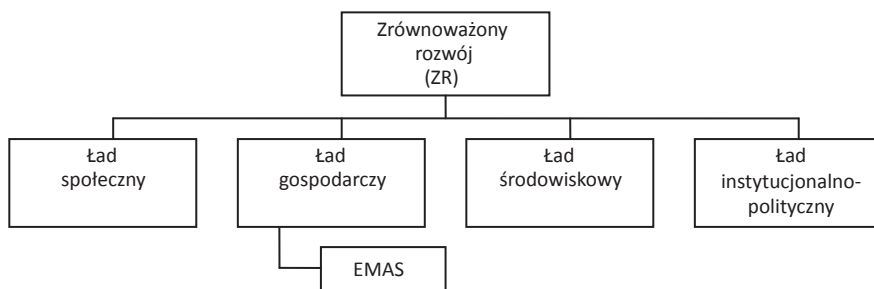 Zrównoważony
rozwój
(ZR)
Ład
społeczny
Ład
gospodarczy
Ład
środowiskowy
Ład
instytucjonalno-
polityczny
EMAS